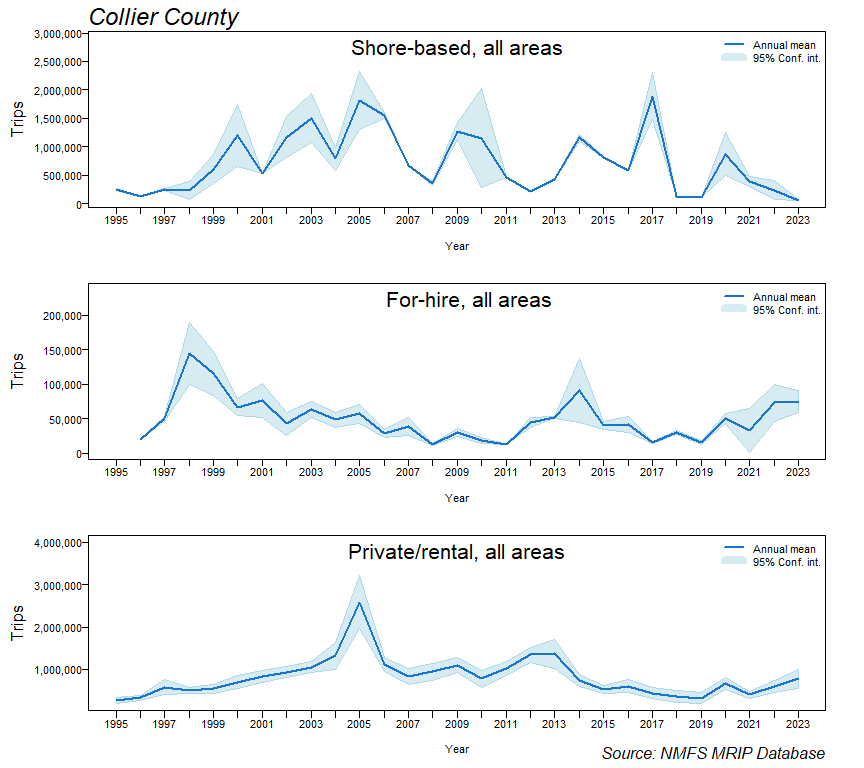 Collier County
Shore-based, all areas
Annual mean
95% Conf. int.
Trips
3,000,000
2,500,000
2,000,000
1,500,000
1,000,000
500,000
0
1995 1997 1999 2001 2003 2005 2007 2009 2011 2013 2015 2017 2019 2021 2023
Year
For-hire, all areas
Annual mean
95% Conf. int.
Trips
200,000
150,000
100,000
50,000
0
1995 1997 1999 2001 2003 2005 2007 2009 2011 2013 2015 2017 2019 2021 2023
Year
Private/rental, all areas
Annual mean
95% Conf. int.
Trips
4,000,000
3,000,000
2,000,000
1,000,000
1995 1997 1999 2001 2003 2005 2007 2009 2011 2013 2015 2017 2019 2021 2023
Year
Source: NMFS MRIP Database